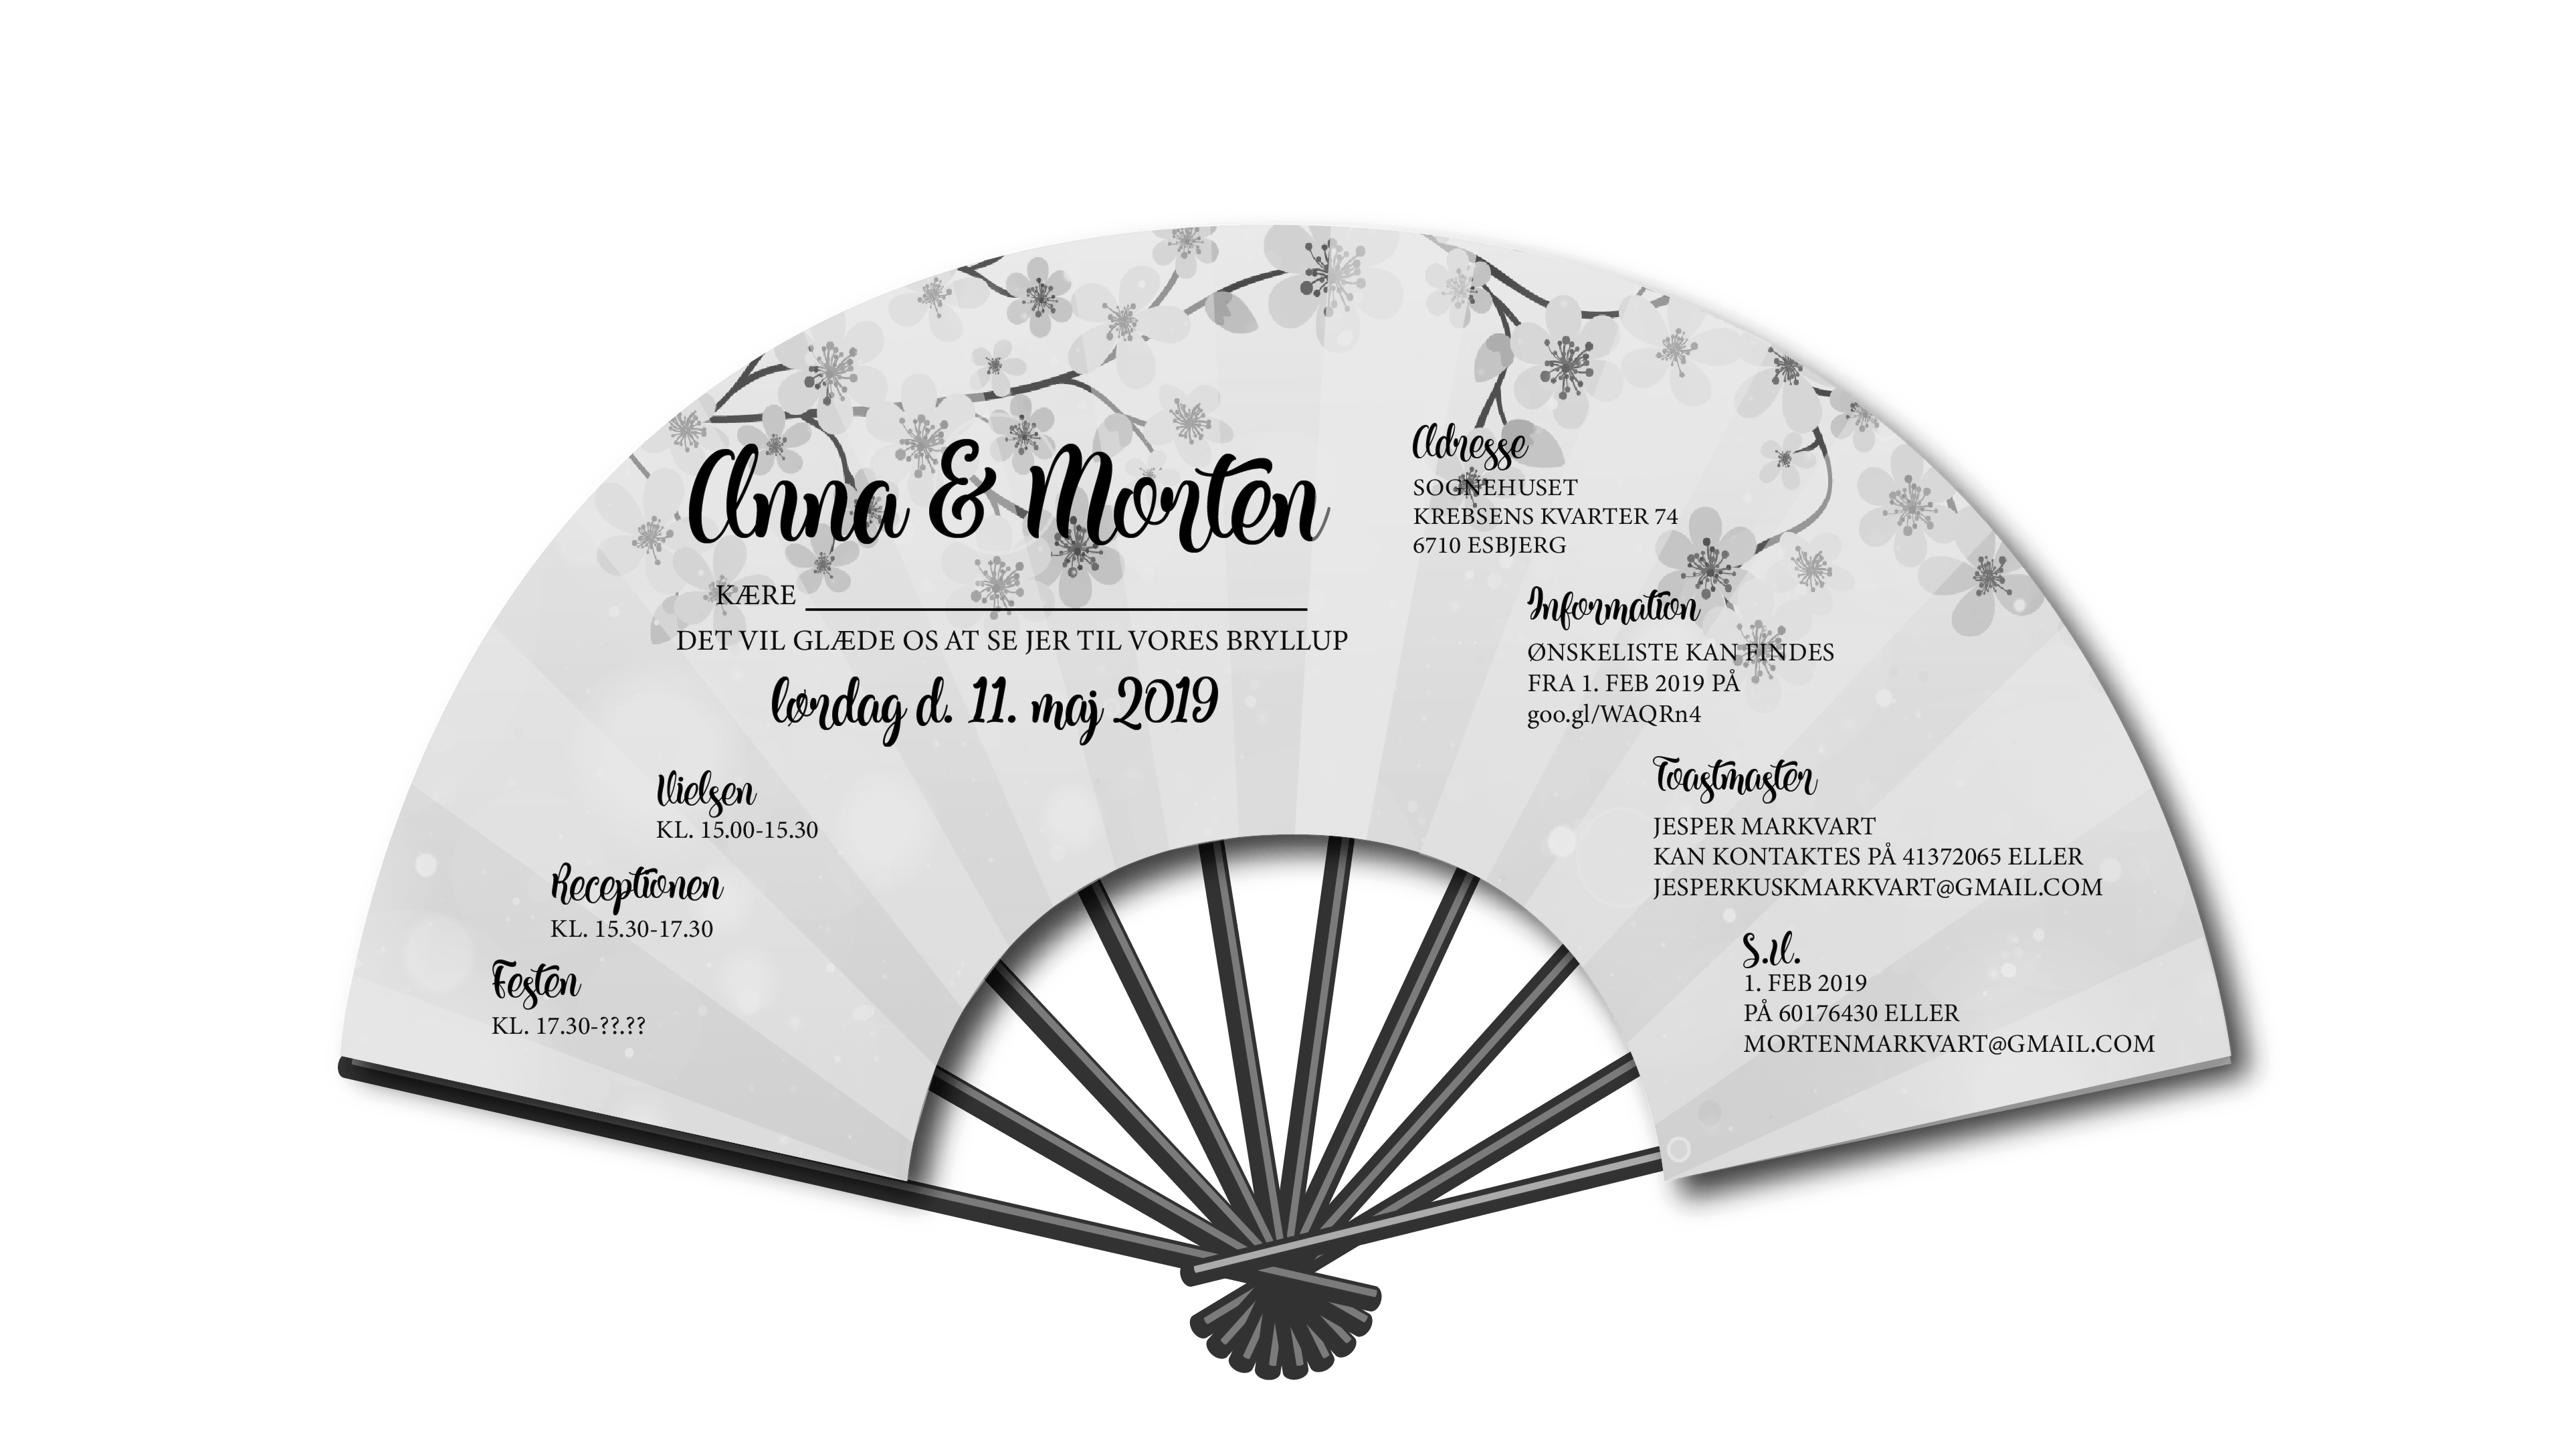 Anna & Morten
KÆRE
DET VIL GLÆDE OS AT SE JER TIL VORES BRYLLUP
lørdag d. 11. maj 2019
Vielsen
KL. 15.00-15.30
Receptionen
KL. 15.30-17.30
Festen
KL. 17.30-??.??
Adresse
SOGNEHUSET
KREBSENS KVARTER 74
6710 ESBJERG
Information
ØNSKELISTE KAN FINDES
FRA 1. FEB 2019 PÅ
goo.gl/WAQRn4
Toastmaster
JESPER MARKVART
KAN KONTAKTES PÅ 41372065 ELLER
JESPERKUSKMARKVART@GMAIL.COM
S.U.
1. FEB 2019
PÅ 60176430 ELLER
MORTENMARKVART@GMAIL.COM